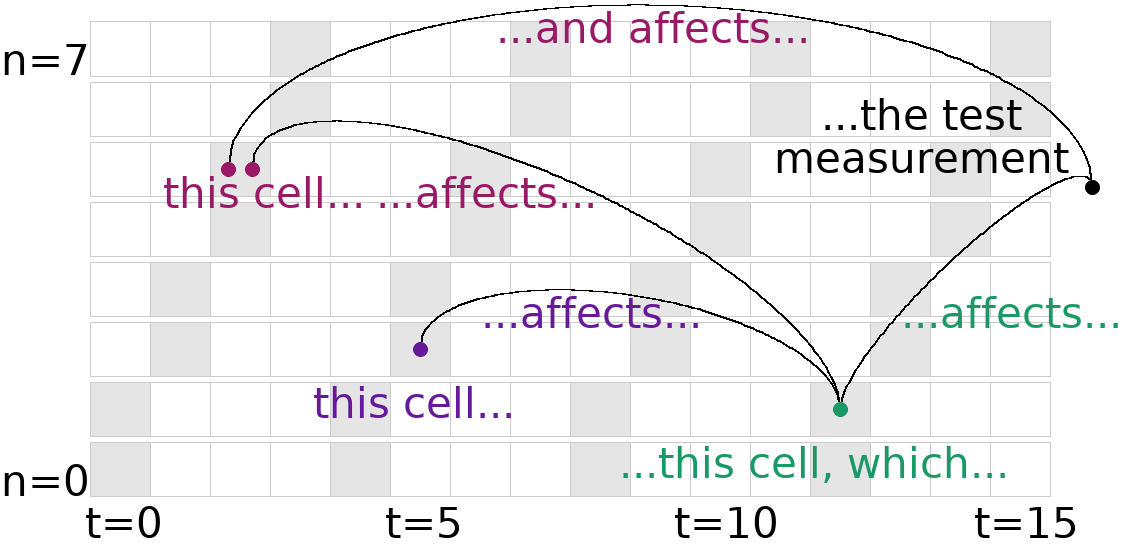 ...and affects...
n=7
...the test
measurement
this cell... ...affects...
...affects...
...affects...
this cell...
...this cell, which...
n=0
t=0 t=5 t=10 t=15